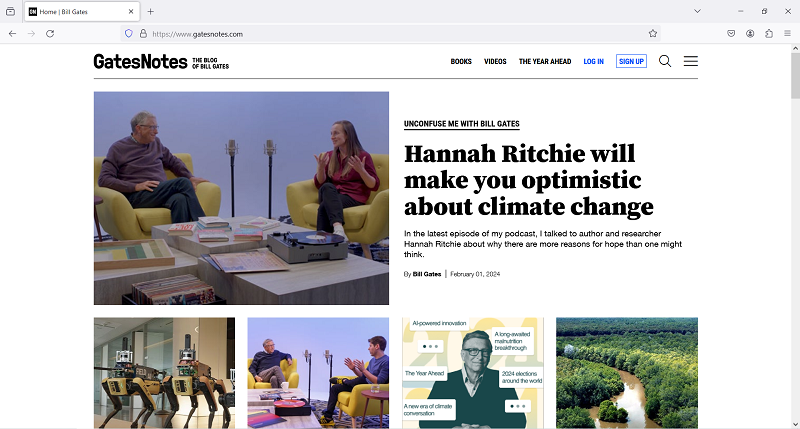 Home | Bill Gates
https://www.gatesnotes.com
GatesNotes
THE BLOG
OF BILL GATES
BOOKS
VIDEOS
THE YEAR AHEAD
LOG IN
SIGN UP
UNCONFUSE ME WITH BILL GATES
Hannah Ritchie will
make you optimistic
about climate change
In the latest episode of my podcast, I talked to author and researcher
Hannah Ritchie about why there are more reasons for hope than one might
think.
By Bill Gates | February 01, 2024
AI-powered innovation
A long-awaited
malnutrition
breakthrough
The Year Ahead
2024 elections
around the world
A new era of climate
conversation